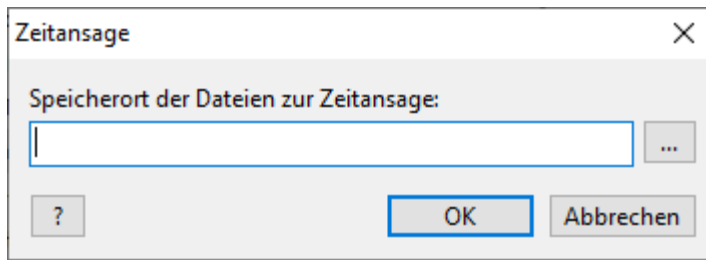 Zeitansage
Speicherort der Dateien zur Zeitansage:
...
?
OK
Abbrechen